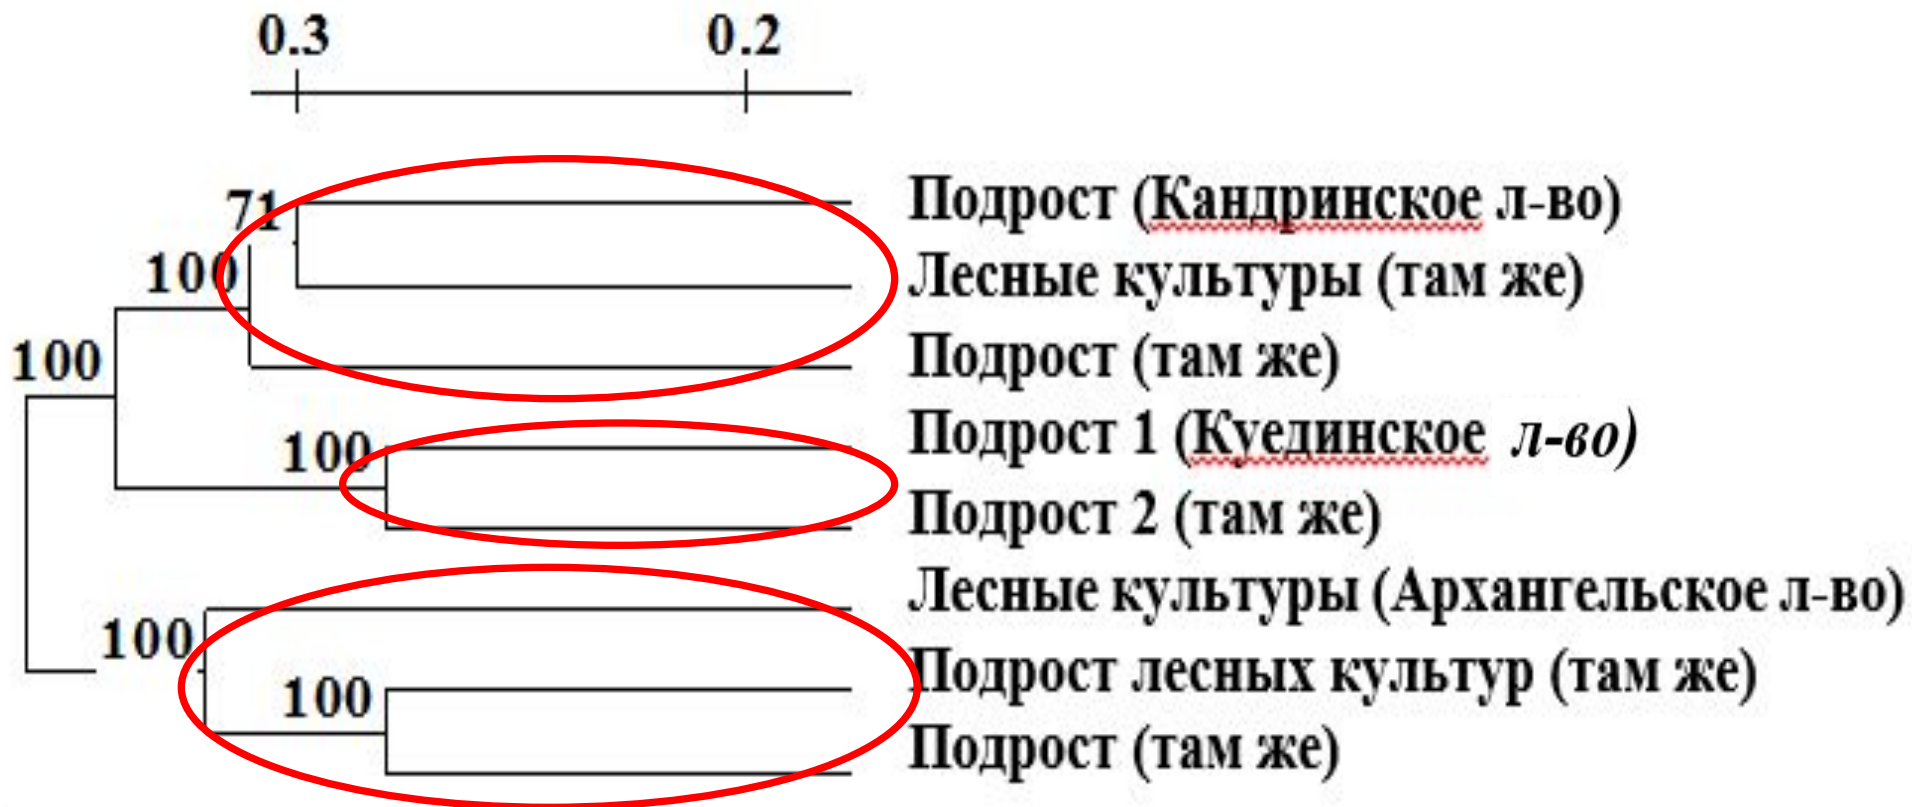 0.3 0.2
71
Подрост (Кандринское л-во)
100
Лесные культуры (там же)
100
Подрост (там же)
100
Подрост 1 (Куединское л-во)
Подрост 2 (там же)
Лесные культуры (Архангельское л-во)
100
Подрост лесных культур (там же)
100
Подрост (там же)